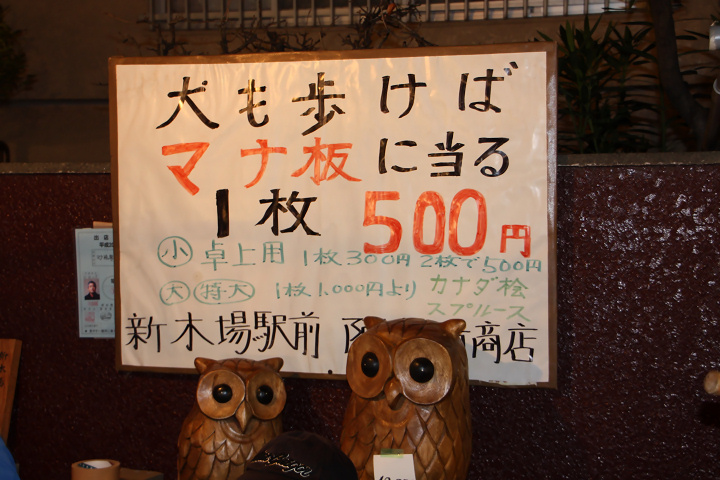 犬も歩けば
マナ板に当る
1枚 500円
小 卓上用 1枚300円 2枚で500円
大 特大 1枚1,000円より カナダ桧
スプルース
新木場駅前 商店